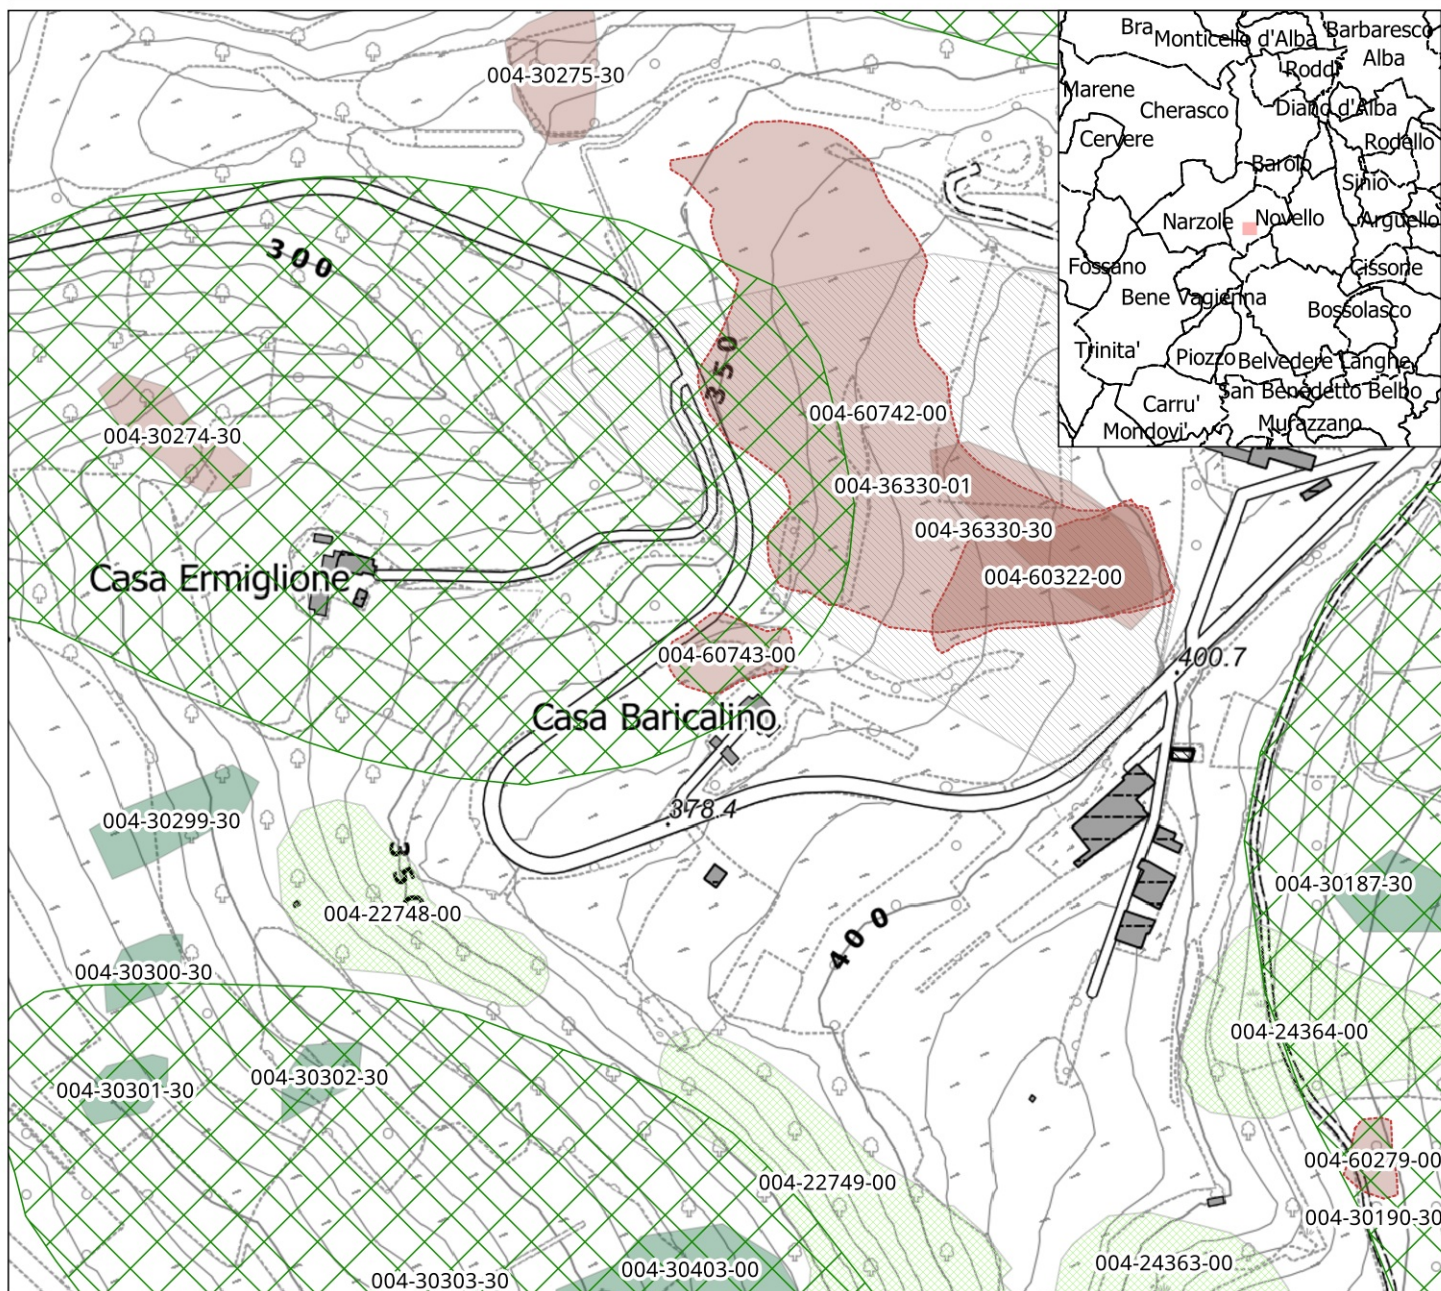 004-30275-30
300
350
004-60742-00
004-36330-01
004-36330-30
004-60322-00
004-30274-30
Casa Ermiglione
004-60743-00
400.7
Casa Baricalino
378.4
004-30299-30
350
004-22748-00
400
004-30187-30
004-30300-30
004-24364-00
004-30302-30
004-30301-30
004-60279-00
004-22749-00
004-30190-30
004-24363-00
004-30403-00
004-30303-30
Bra
Monticello d'Alba
Barbaresco
Alba
Roddi
Marene
Cherasco
Diano d'Alba
Cervere
Rodello
Barolo
Sinio
Narzole
Novello
Arguello
Fossano
Cissone
Bene Vagienna
Bossolasco
Trinita'
Piozzo
Belvedere Langhe
San Benedetto Belbo
Carru'
Murazzano
Mondovi'